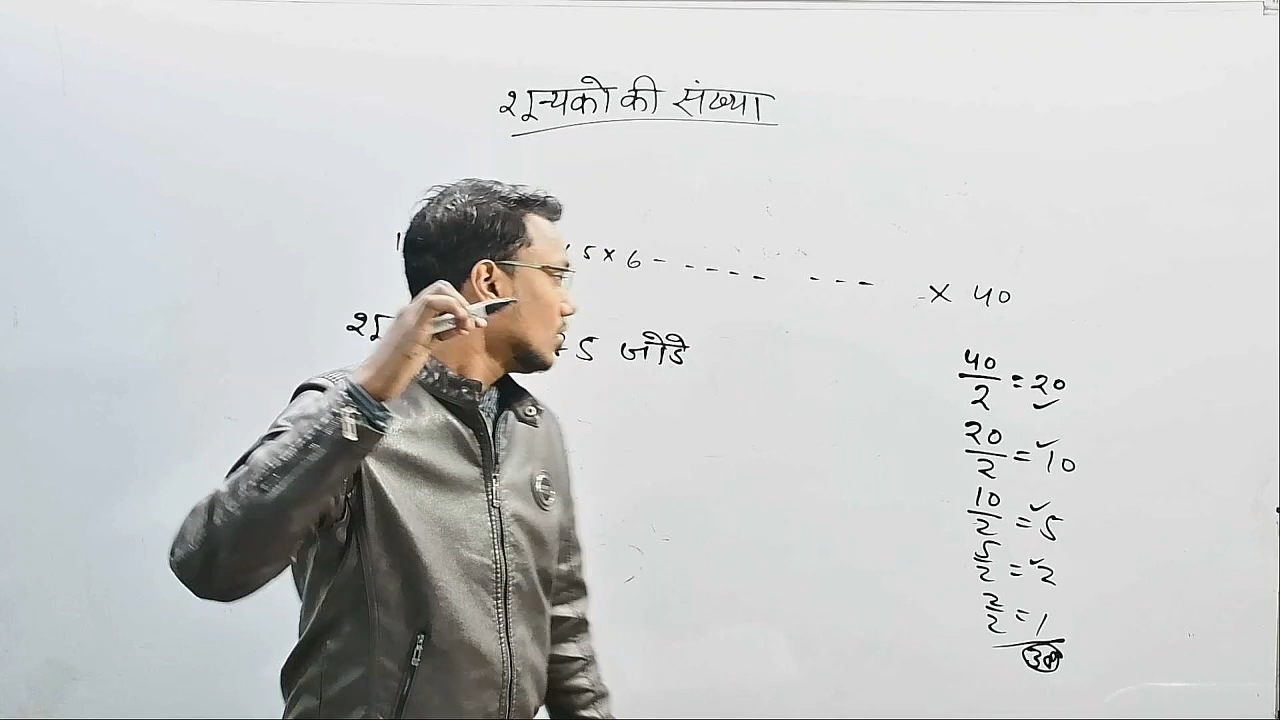 शून्यको की संख्या
1 5 × 6 - - - - - - - - × 40
5 जोडे
40/2 = 20 ✓
20/2 = 10 ✓
10/2 = 5 ✓
5/2 = 2 ✓
2/2 = 1
38